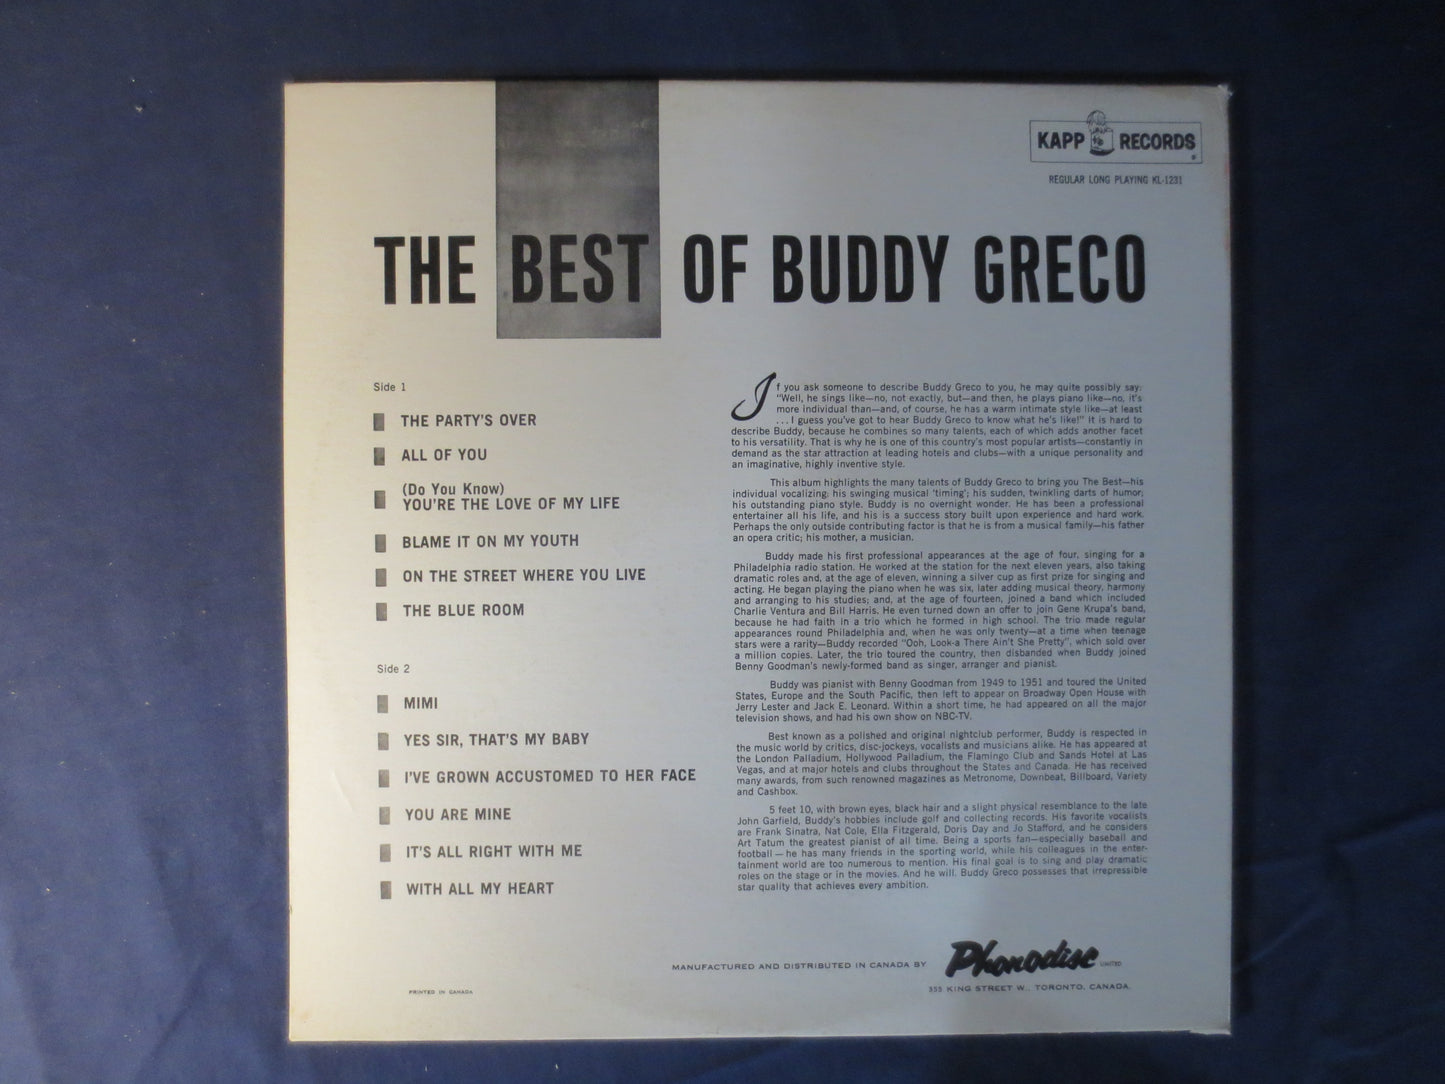 KAPP RECORDS
REGULAR LONG PLAYING KL-1231
THE BEST OF BUDDY GRECO
Side 1
THE PARTY'S OVER
ALL OF YOU
(Do You Know)
YOU'RE THE LOVE OF MY LIFE
BLAME IT ON MY YOUTH
ON THE STREET WHERE YOU LIVE
THE BLUE ROOM
Side 2
MIMI
YES SIR, THAT'S MY BABY
I'VE GROWN ACCUSTOMED TO HER FACE
YOU ARE MINE
IT'S ALL RIGHT WITH ME
WITH ALL MY HEART
If you ask someone to describe Buddy Greco to you, he may quite possibly say:
"Well, he sings like—no, not exactly, but—and then, he plays piano like—no, it's
more individual than—and, of course, he has a warm intimate style like—at least
. . . I guess you've got to hear Buddy Greco to know what he's like!" It is hard to
describe Buddy, because he combines so many talents, each of which adds another facet
to his versatility. That is why he is one of this country's most popular artists—constantly in
demand as the star attraction at leading hotels and clubs—with a unique personality and
an imaginative, highly inventive style.
This album highlights the many talents of Buddy Greco to bring you The Best—his
individual vocalizing; his swinging musical 'timing'; his sudden, twinkling darts of humor;
his outstanding piano style. Buddy is no overnight wonder. He has been a professional
entertainer all his life, and his is a success story built upon experience and hard work.
Perhaps the only outside contributing factor is that he is from a musical family—his father
an opera critic; his mother, a musician.
Buddy made his first professional appearances at the age of four, singing for a
Philadelphia radio station. He worked at the station for the next eleven years, also taking
dramatic roles and, at the age of eleven, winning a silver cup as first prize for singing and
acting. He began playing the piano when he was six, later adding musical theory, harmony
and arranging to his studies; and, at the age of fourteen, joined a band which included
Charlie Ventura and Bill Harris. He even turned down an offer to join Gene Krupa's band,
because he had faith in a trio which he formed in high school. The trio made regular
appearances round Philadelphia and, when he was only twenty—at a time when teenage
stars were a rarity—Buddy recorded "Ooh, Look-a There Ain't She Pretty", which sold over
a million copies. Later, the trio toured the country, then disbanded when Buddy joined
Benny Goodman's newly-formed band as singer, arranger and pianist.
Buddy was pianist with Benny Goodman from 1949 to 1951 and toured the United
States, Europe and the South Pacific, then left to appear on Broadway Open House with
Jerry Lester and Jack E. Leonard. Within a short time, he had appeared on all the major
television shows, and had his own show on NBC-TV.
Best known as a polished and original nightclub performer, Buddy is respected in
the music world by critics, disc-jockeys, vocalists and musicians alike. He has appeared at
the London Palladium, Hollywood Palladium, the Flamingo Club and Sands Hotel at Las
Vegas, and at major hotels and clubs throughout the States and Canada. He has received
many awards, from such renowned magazines as Metronome, Downbeat, Billboard, Variety
and Cashbox.
5 feet 10, with brown eyes, black hair and a slight physical resemblance to the late
John Garfield, Buddy's hobbies include golf and collecting records. His favorite vocalists
are Frank Sinatra, Nat Cole, Ella Fitzgerald, Doris Day and Jo Stafford, and he considers
Art Tatum the greatest pianist of all time. Being a sports fan—especially baseball and
football — he has many friends in the sporting world, while his colleagues in the enter-
tainment world are too numerous to mention. His final goal is to sing and play dramatic
roles on the stage or in the movies. And he will. Buddy Greco possesses that irrepressible
star quality that achieves every ambition.
MANUFACTURED AND DISTRIBUTED IN CANADA BY Phonodisc LIMITED
355 KING STREET W., TORONTO, CANADA.
PRINTED IN CANADA